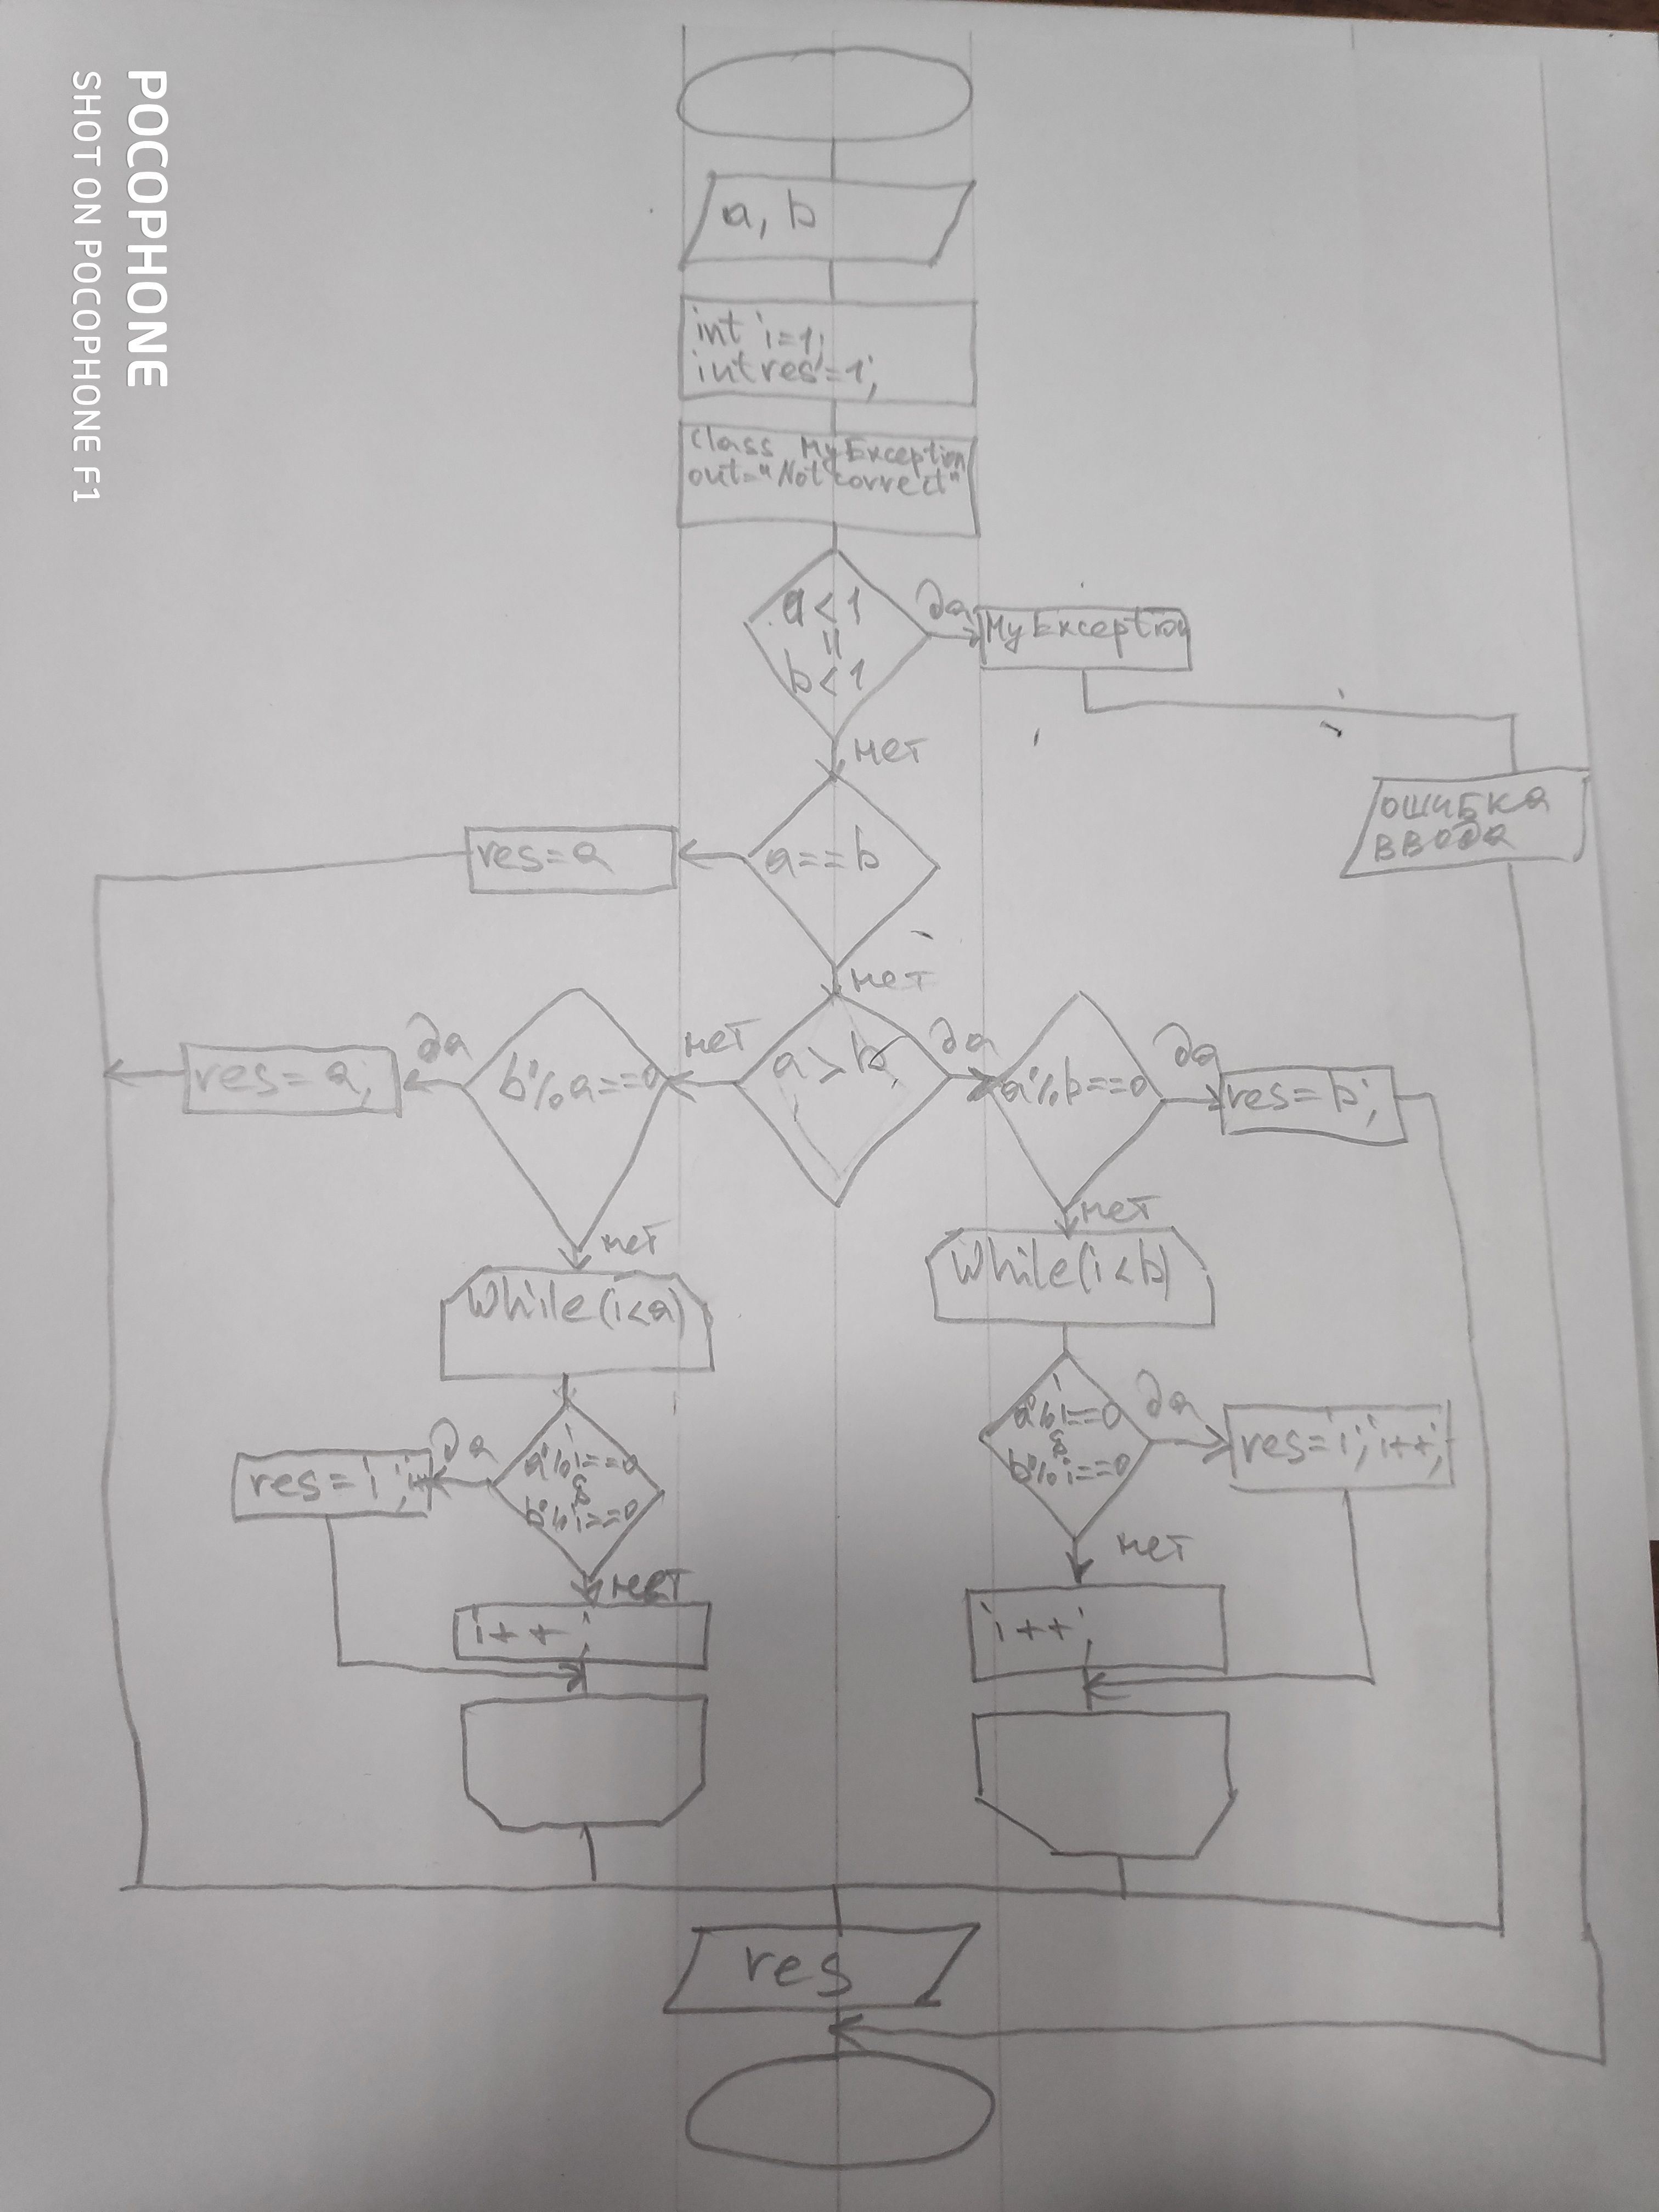 POCOPHONE
SHOT ON POCOPHONE F1
a, b
int i=1;
int res=1;
Class MyException
out="Not correct"
a<1
||
b<1
да
MyException
нет
ошибка
ввода
a==b
res=a
нет
a>b
нет
да
b%a==0
да
res=a;
a%b==0
да
res=b;
нет
нет
While(i<a)
While(i<b)
a%i==0
&
b%i==0
да
res=i;
нет
i++;
a%i==0
&
b%i==0
да
res=i; i++;
нет
i++;
res